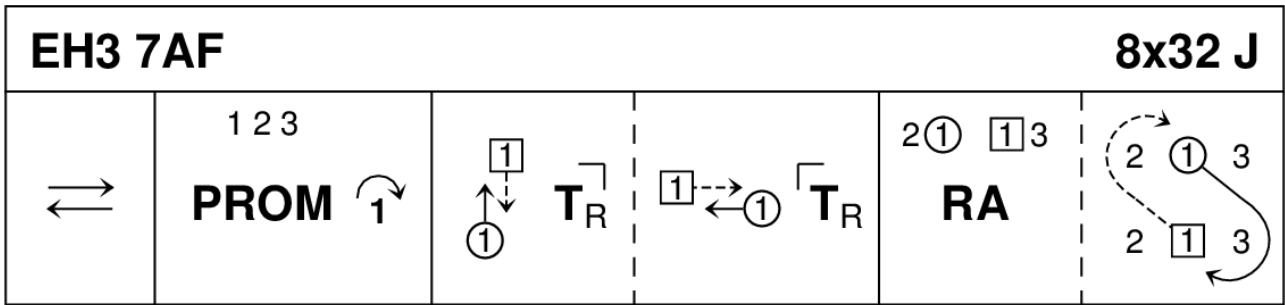 EH3 7AF 8x32 J
1 2 3
PROM 1
1 1 T R
1 1 T R
2 1 1 3
RA
2 1 3
2 1 3